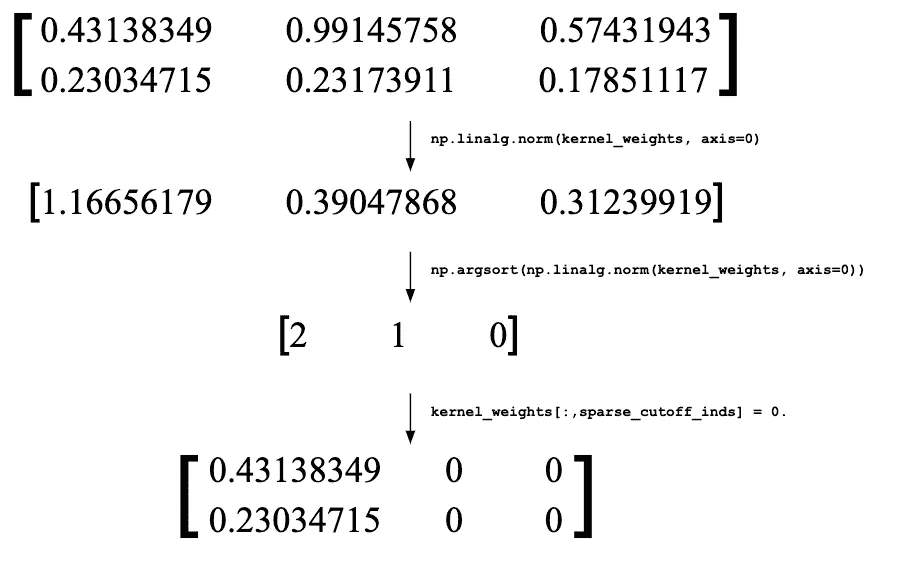 [0.43138349 0.99145758 0.57431943
0.23034715 0.23173911 0.17851117]
np.linalg.norm(kernel_weights, axis=0)
[1.16656179 0.39047868 0.31239919]
np.argsort(np.linalg.norm(kernel_weights, axis=0))
[2 1 0]
kernel_weights[:,sparse_cutoff_inds] = 0.
[0.43138349 0 0
0.23034715 0 0]